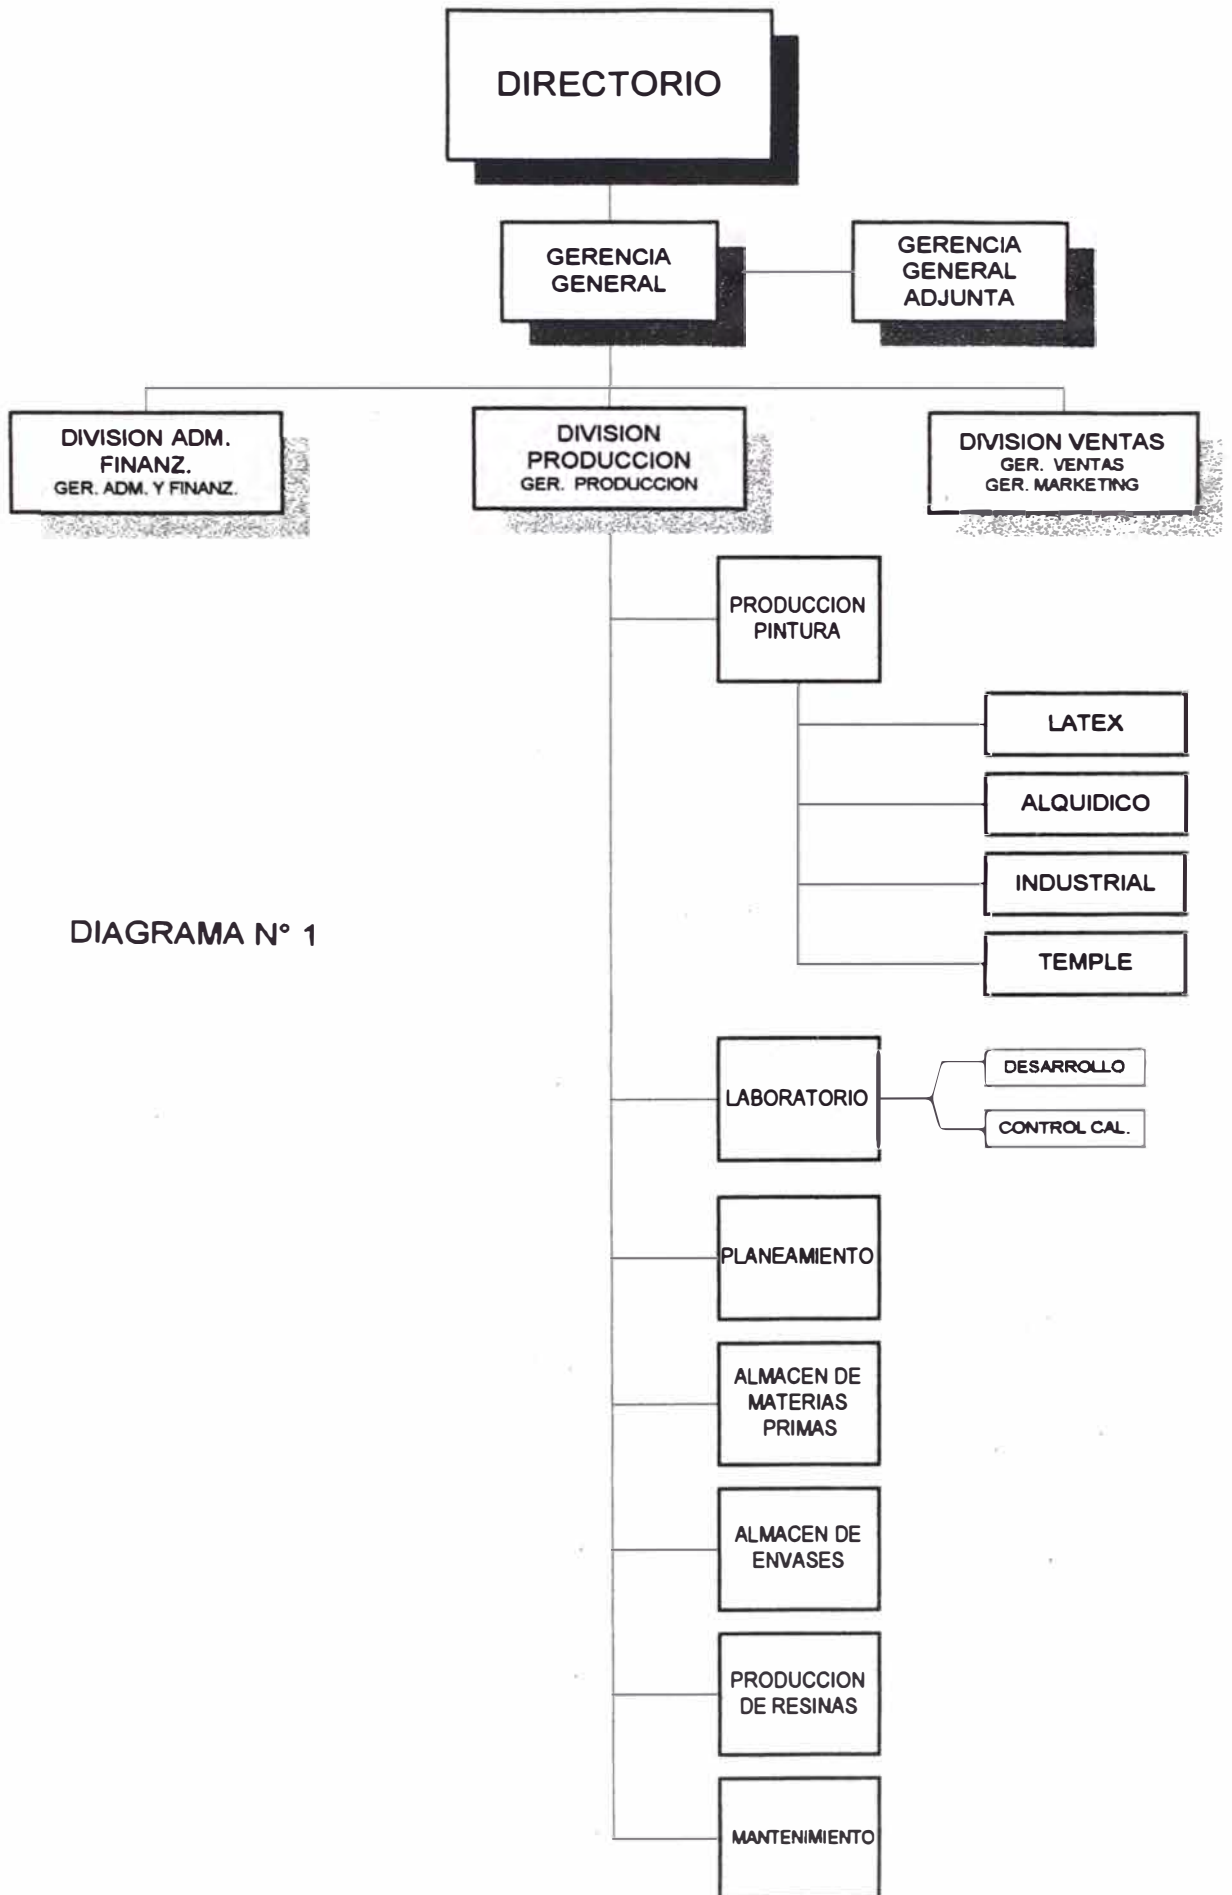 DIRECTORIO
GERENCIA
GENERAL
GERENCIA
GENERAL
ADJUNTA
DIVISION ADM.
FINANZ.
GER. ADM. Y FINANZ.
DIVISION
PRODUCCION
GER. PRODUCCION
DIVISION VENTAS
GER. VENTAS
GER. MARKETING
PRODUCCION
PINTURA
LATEX
ALQUIDICO
INDUSTRIAL
TEMPLE
DIAGRAMA N° 1
LABORATORIO
DESARROLLO
CONTROL CAL.
PLANEAMIENTO
ALMACEN DE
MATERIAS
PRIMAS
ALMACEN DE
ENVASES
PRODUCCION
DE RESINAS
MANTENIMIENTO